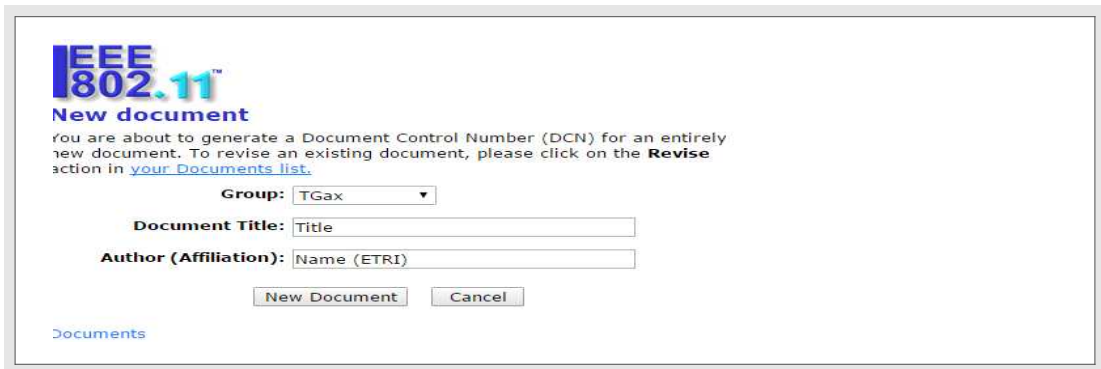 IEEE
802.11™
New document
You are about to generate a Document Control Number (DCN) for an entirely
new document. To revise an existing document, please click on the Revise
action in your Documents list.
Group: TGax
Document Title: Title
Author (Affiliation): Name (ETRI)
New Document Cancel
Documents